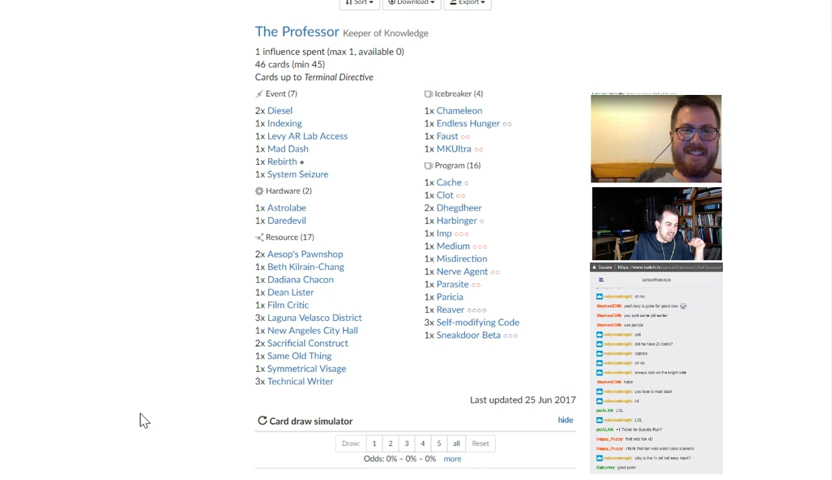 Sort
Download
Export
The Professor Keeper of Knowledge
1 influence spent (max 1, available 0)
46 cards (min 45)
Cards up to Terminal Directive
Event (7)
2x Diesel
1x Indexing
1x Levy AR Lab Access
1x Mad Dash
1x Rebirth
1x System Seizure
Hardware (2)
1x Astrolabe
1x Daredevil
Resource (17)
2x Aesop's Pawnshop
1x Beth Kilrain-Chang
1x Dadiana Chacon
1x Dean Lister
1x Film Critic
3x Laguna Velasco District
1x New Angeles City Hall
2x Sacrificial Construct
1x Same Old Thing
1x Symmetrical Visage
3x Technical Writer
Icebreaker (4)
1x Chameleon
1x Endless Hunger
1x Faust
1x MKUltra
Program (16)
1x Cache
1x Clot
2x Dhegdheer
1x Harbinger
1x Imp
1x Medium
1x Misdirection
1x Nerve Agent
1x Parasite
1x Paricia
1x Reaver
3x Self-modifying Code
1x Sneakdoor Beta
Last updated 25 Jun 2017
Card draw simulator
hide
Draw: 1 2 3 4 5 all Reset
Odds: 0% – 0% – 0% more
Secure
LOL
LOL
good point